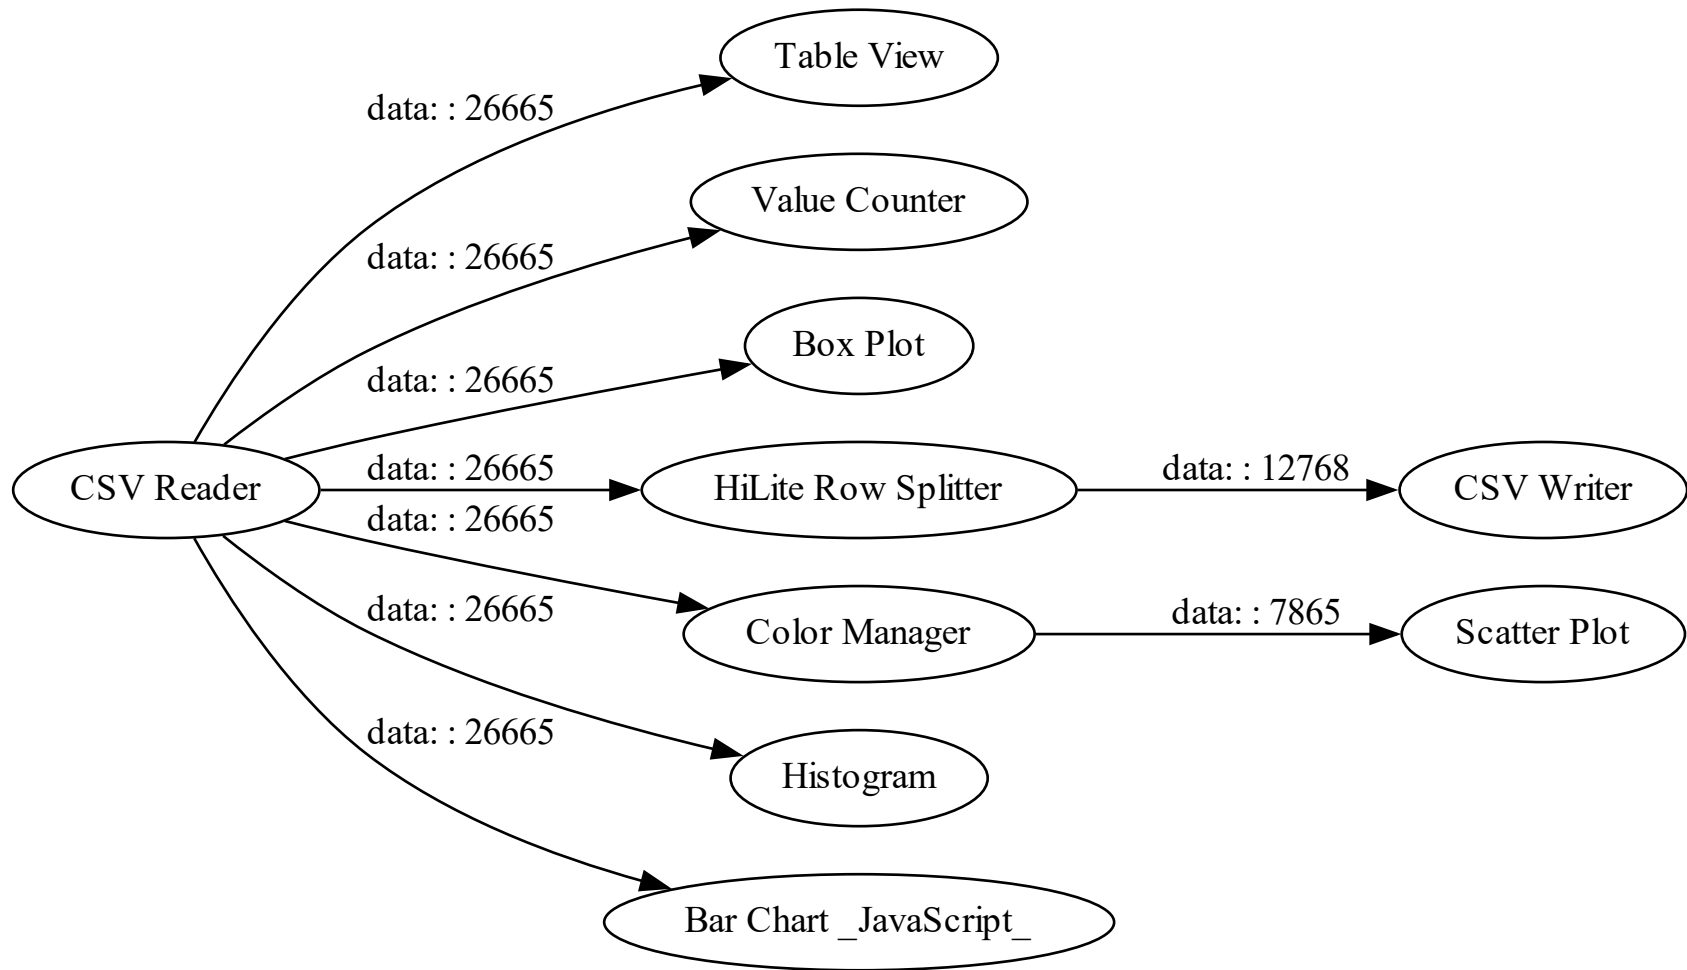 Table View
data: : 26665
Value Counter
data: : 26665
Box Plot
data: : 26665
CSV Reader
data: : 26665
HiLite Row Splitter
data: : 12768
CSV Writer
data: : 26665
Color Manager
data: : 7865
Scatter Plot
data: : 26665
Histogram
data: : 26665
Bar Chart _JavaScript_